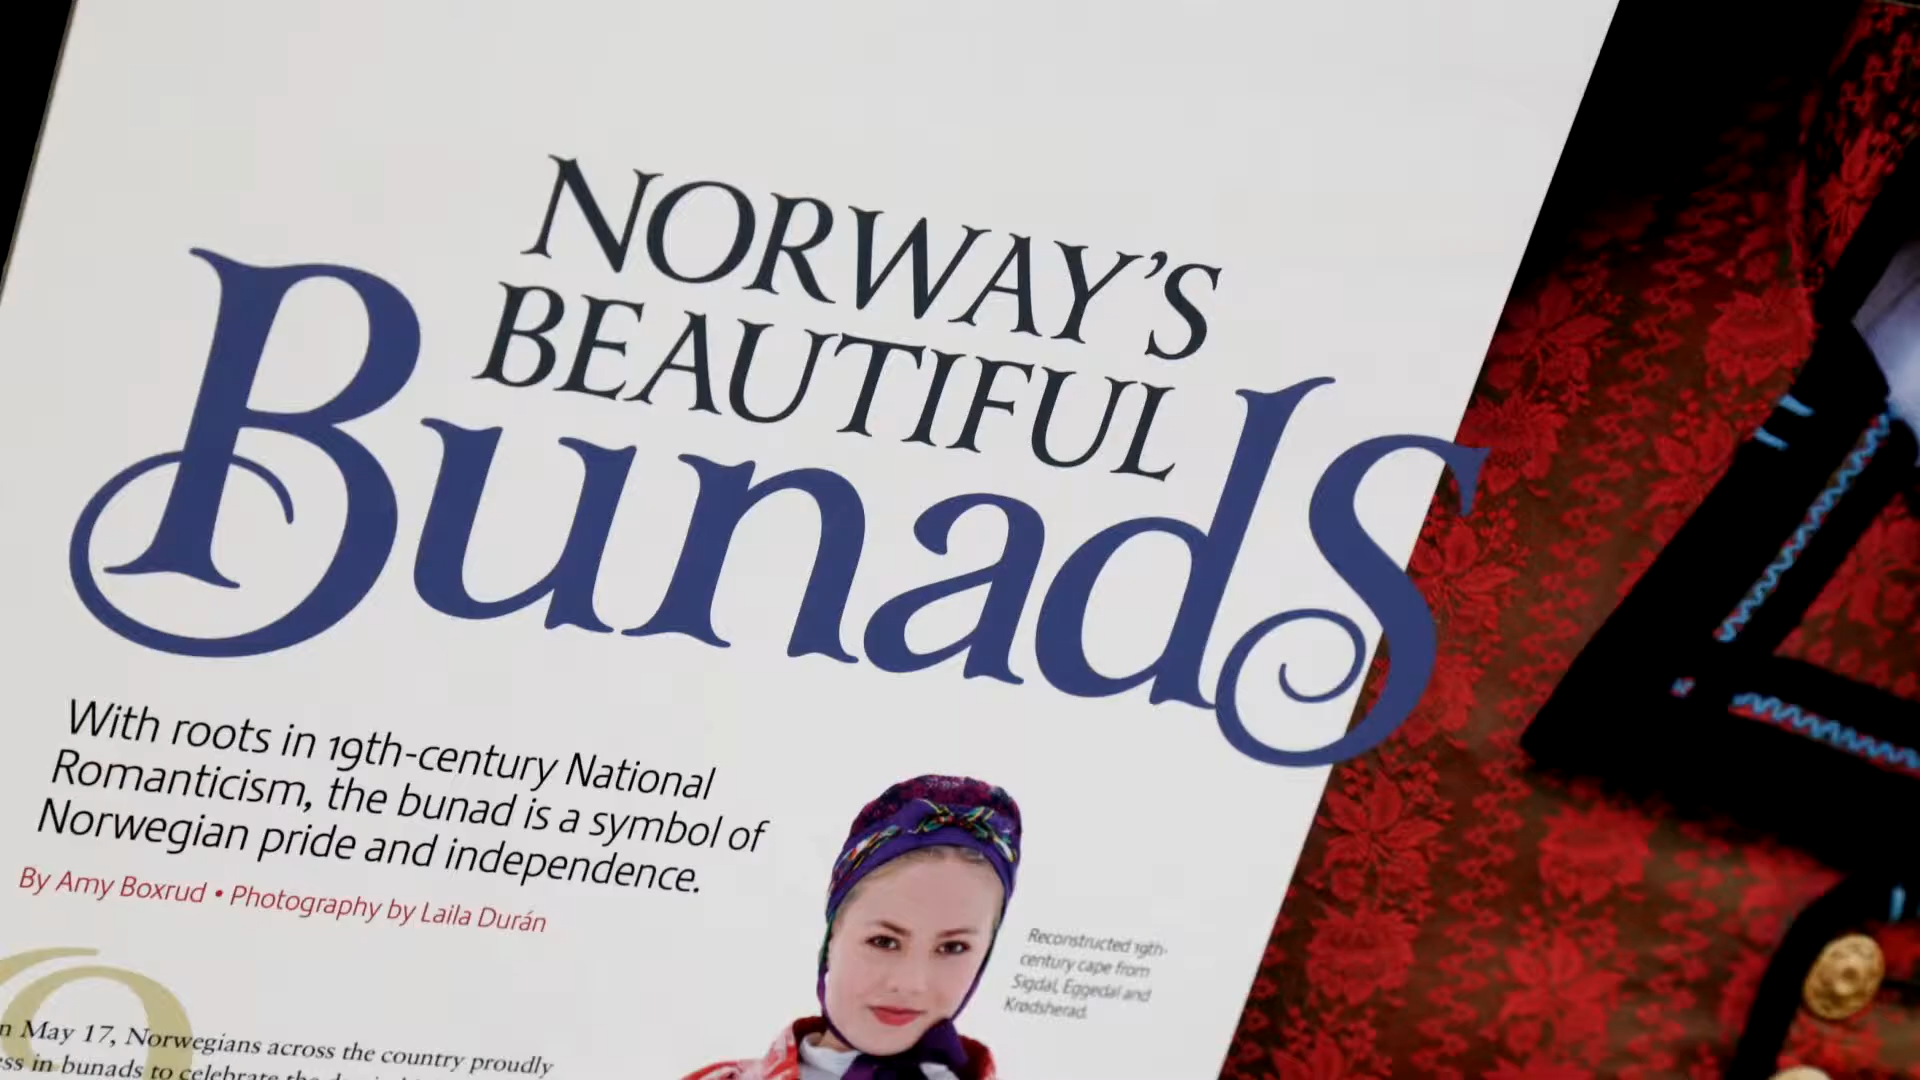 NORWAY'S
BEAUTIFUL
Bunads
With roots in 19th-century National
Romanticism, the bunad is a symbol of
Norwegian pride and independence.
By Amy Boxrud • Photography by Laila Durán
Reconstructed 19th-
century cape from
Sigdal, Eggedal and
Krødsherad.
n May 17, Norwegians across the country proudly
ss in bunads to celebrate the